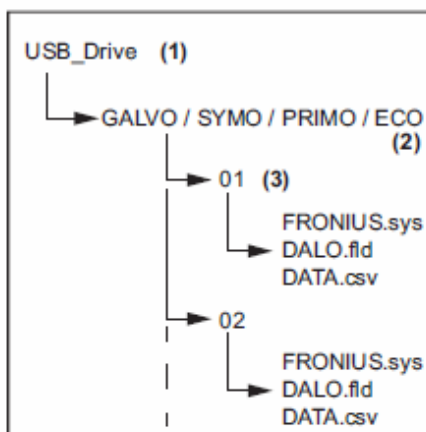 USB_Drive (1)
GALVO / SYMO / PRIMO / ECO
(2)
01 (3)
FRONIUS.sys
DALO.fld
DATA.csv
02
FRONIUS.sys
DALO.fld
DATA.csv